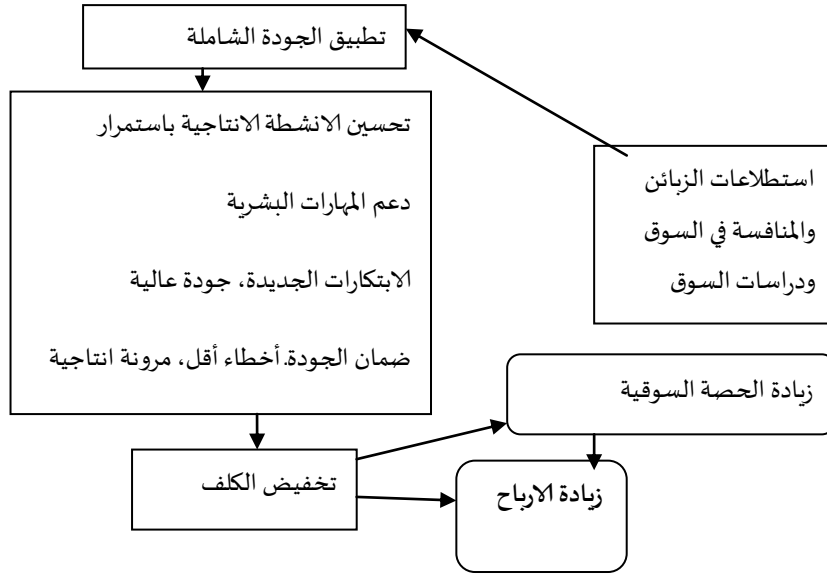 تطبيق الجودة الشاملة
تحسين الانشطة الانتاجية باستمرار
دعم المهارات البشرية
الابتكارات الجديدة، جودة عالية
ضمان الجودة. أخطاء أقل، مرونة انتاجية
استطلاعات الزبائن
والمنافسة في السوق
ودراسات السوق
زيادة الحصة السوقية
تخفيض الكلف
زيادة الارباح